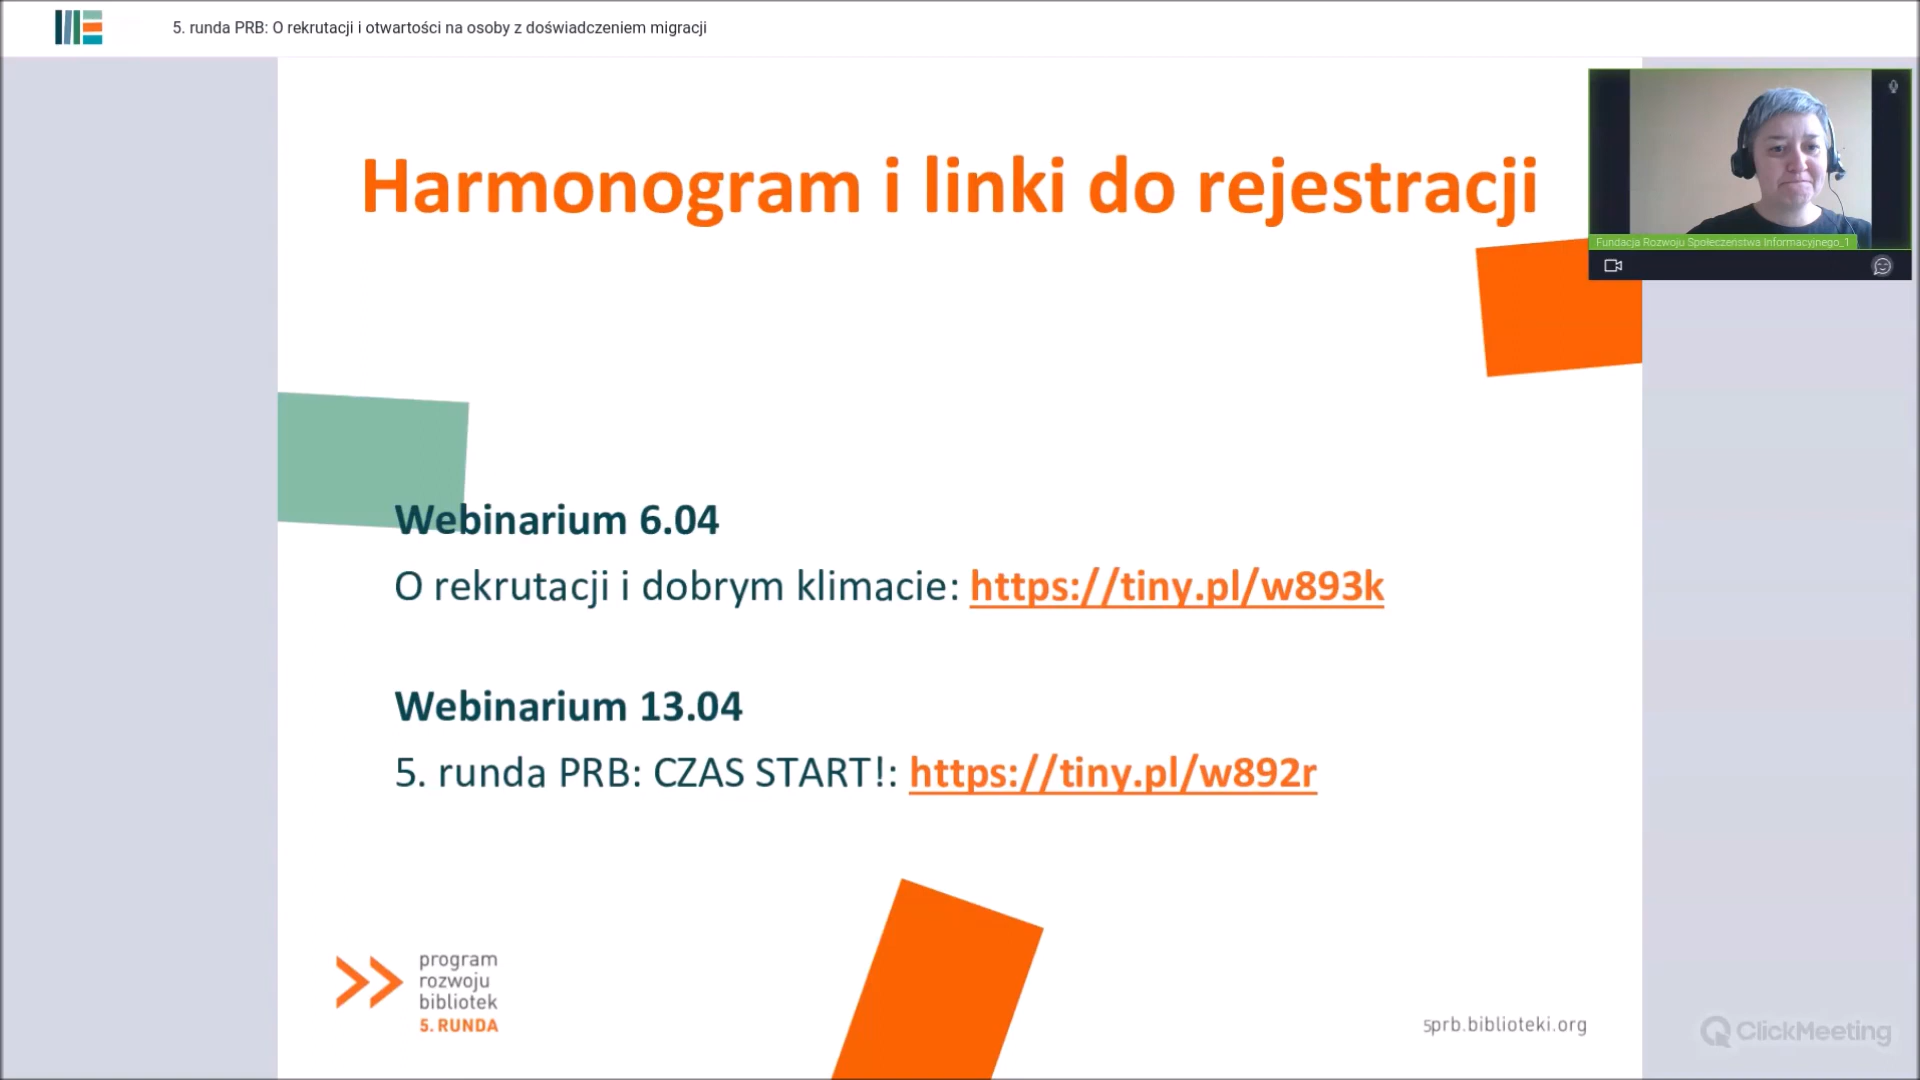 5. runda PRB: O rekrutacji i otwartości na osoby z doświadczeniem migracji
Harmonogram i linki do rejestracji
Fundacja Rozwoju Społeczeństwa Informacyjnego_1
Webinarium 6.04
O rekrutacji i dobrym klimacie: https://tiny.pl/w893k
Webinarium 13.04
5. runda PRB: CZAS START!: https://tiny.pl/w892r
program
rozwoju
bibliotek
5. RUNDA
5prb.biblioteki.org
ClickMeeting